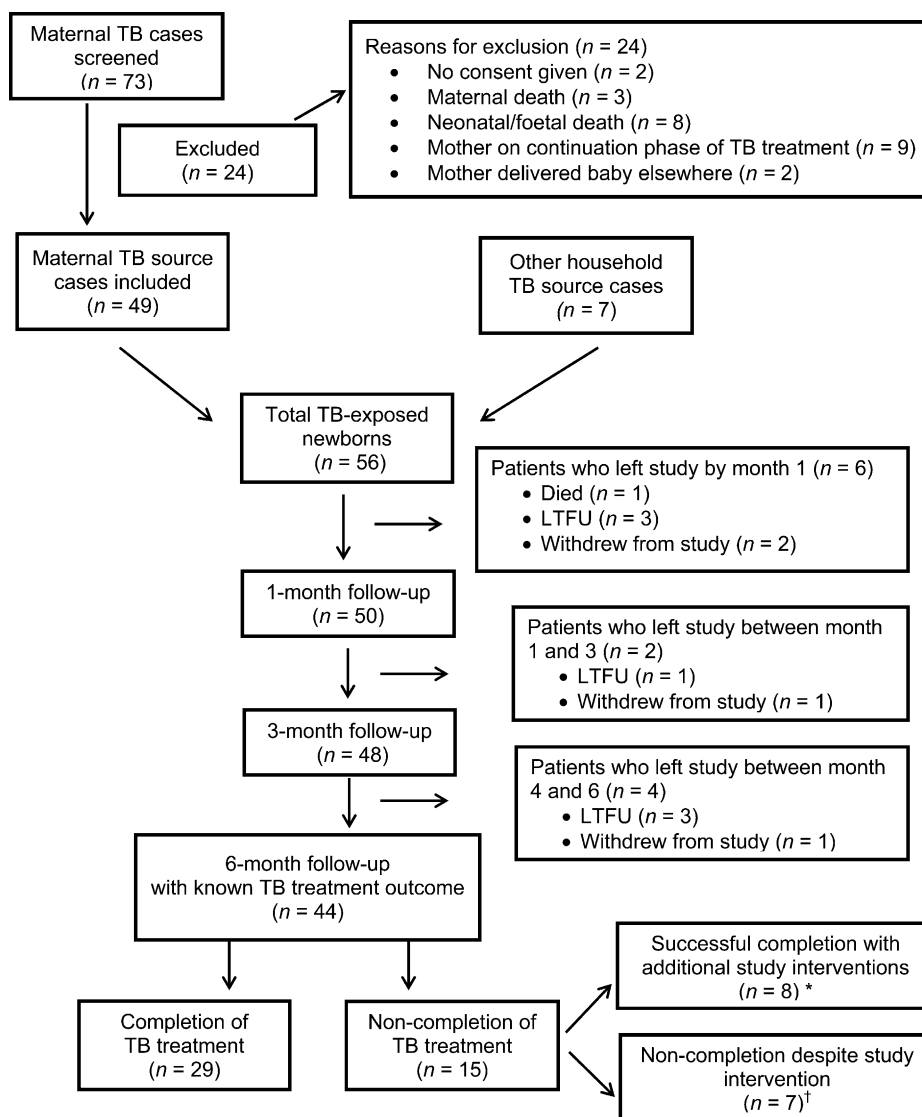 Maternal TB cases
screened
(n = 73)
Reasons for exclusion (n = 24)
• No consent given (n = 2)
• Maternal death (n = 3)
• Neonatal/foetal death (n = 8)
• Mother on continuation phase of TB treatment (n = 9)
• Mother delivered baby elsewhere (n = 2)
Excluded
(n = 24)
Maternal TB source
cases included
(n = 49)
Other household
TB source cases
(n = 7)
Total TB-exposed
newborns
(n = 56)
Patients who left study by month 1 (n = 6)
• Died (n = 1)
• LTFU (n = 3)
• Withdrew from study (n = 2)
1-month follow-up
(n = 50)
Patients who left study between month
1 and 3 (n = 2)
• LTFU (n = 1)
• Withdrew from study (n = 1)
3-month follow-up
(n = 48)
Patients who left study between month
4 and 6 (n = 4)
• LTFU (n = 3)
• Withdrew from study (n = 1)
6-month follow-up
with known TB treatment outcome
(n = 44)
Successful completion with
additional study interventions
(n = 8) *
Completion of
TB treatment
(n = 29)
Non-completion of
TB treatment
(n = 15)
Non-completion despite study
intervention
(n = 7)†